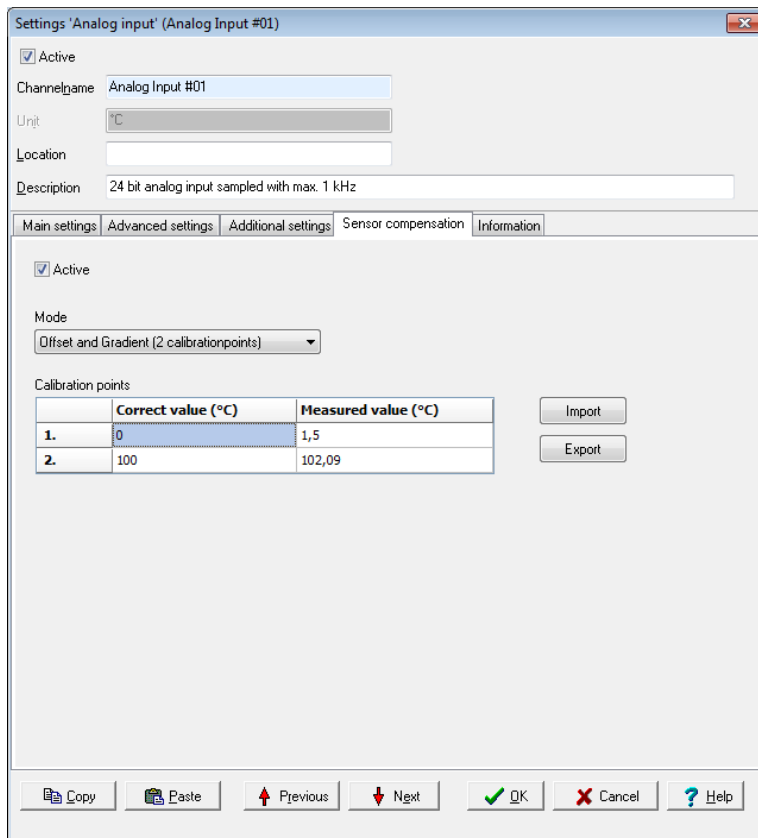 Settings 'Analog input' (Analog Input #01)
Active
Channelname Analog Input #01
Unit °C
Location
Description 24 bit analog input sampled with max. 1 kHz
Main settings Advanced settings Additional settings Sensor compensation Information
Active
Mode
Offset and Gradient (2 calibrationpoints)
Calibration points
Correct value (°C) Measured value (°C) Import
1. 0 1,5
2. 100 102,09 Export
Copy Paste Previous Next OK Cancel ? Help